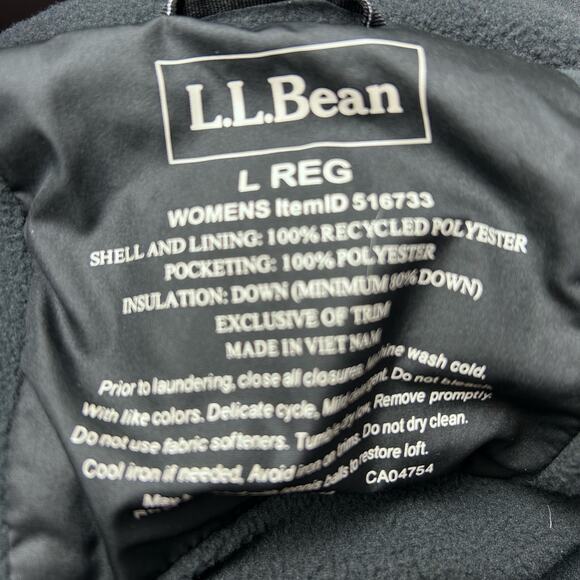 L.L.Bean
L REG
WOMENS ItemID 516733
SHELL AND LINING: 100% RECYCLED POLYESTER
POCKETING: 100% POLYESTER
INSULATION: DOWN (MINIMUM 80% DOWN)
EXCLUSIVE OF TRIM
MADE IN VIET NAM
Prior to laundering, close all closures. Machine wash cold,
With like colors. Delicate cycle, Mild detergent. Do not bleach.
Do not use fabric softeners. Tumble dry low, Remove promptly.
Cool iron if needed. Avoid iron on trims. Do not dry clean.
May tennis balls to restore loft.
CA04754